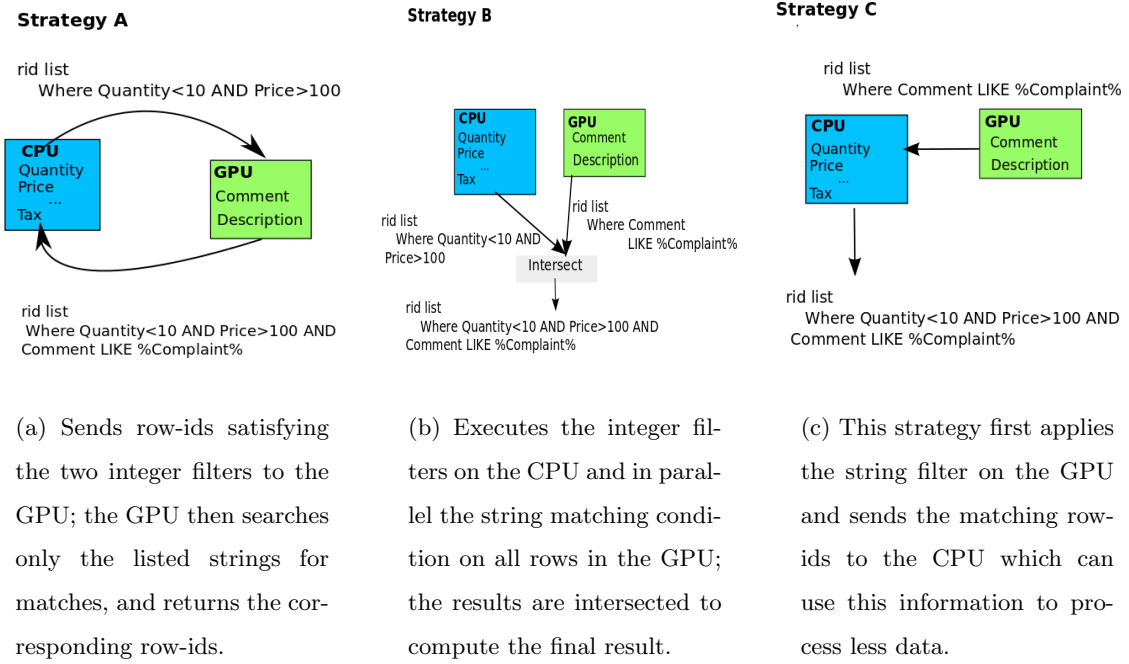 Strategy A
rid list
Where Quantity<10 AND Price>100
CPU
Quantity
Price
...
Tax
GPU
Comment
Description
rid list
Where Quantity<10 AND Price>100 AND
Comment LIKE %Complaint%
(a) Sends row-ids satisfying
the two integer filters to the
GPU; the GPU then searches
only the listed strings for
matches, and returns the cor-
responding row-ids.
Strategy B
CPU
Quantity
Price
...
Tax
GPU
Comment
Description
rid list
Where Quantity<10 AND
Price>100
rid list
Where Comment
LIKE %Complaint%
Intersect
rid list
Where Quantity<10 AND Price>100 AND
Comment LIKE %Complaint%
(b) Executes the integer fil-
ters on the CPU and in paral-
lel the string matching condi-
tion on all rows in the GPU;
the results are intersected to
compute the final result.
Strategy C
rid list
Where Comment LIKE %Complaint%
CPU
Quantity
Price
...
Tax
GPU
Comment
Description
rid list
Where Quantity<10 AND Price>100 AND
Comment LIKE %Complaint%
(c) This strategy first applies
the string filter on the GPU
and sends the matching row-
ids to the CPU which can
use this information to pro-
cess less data.